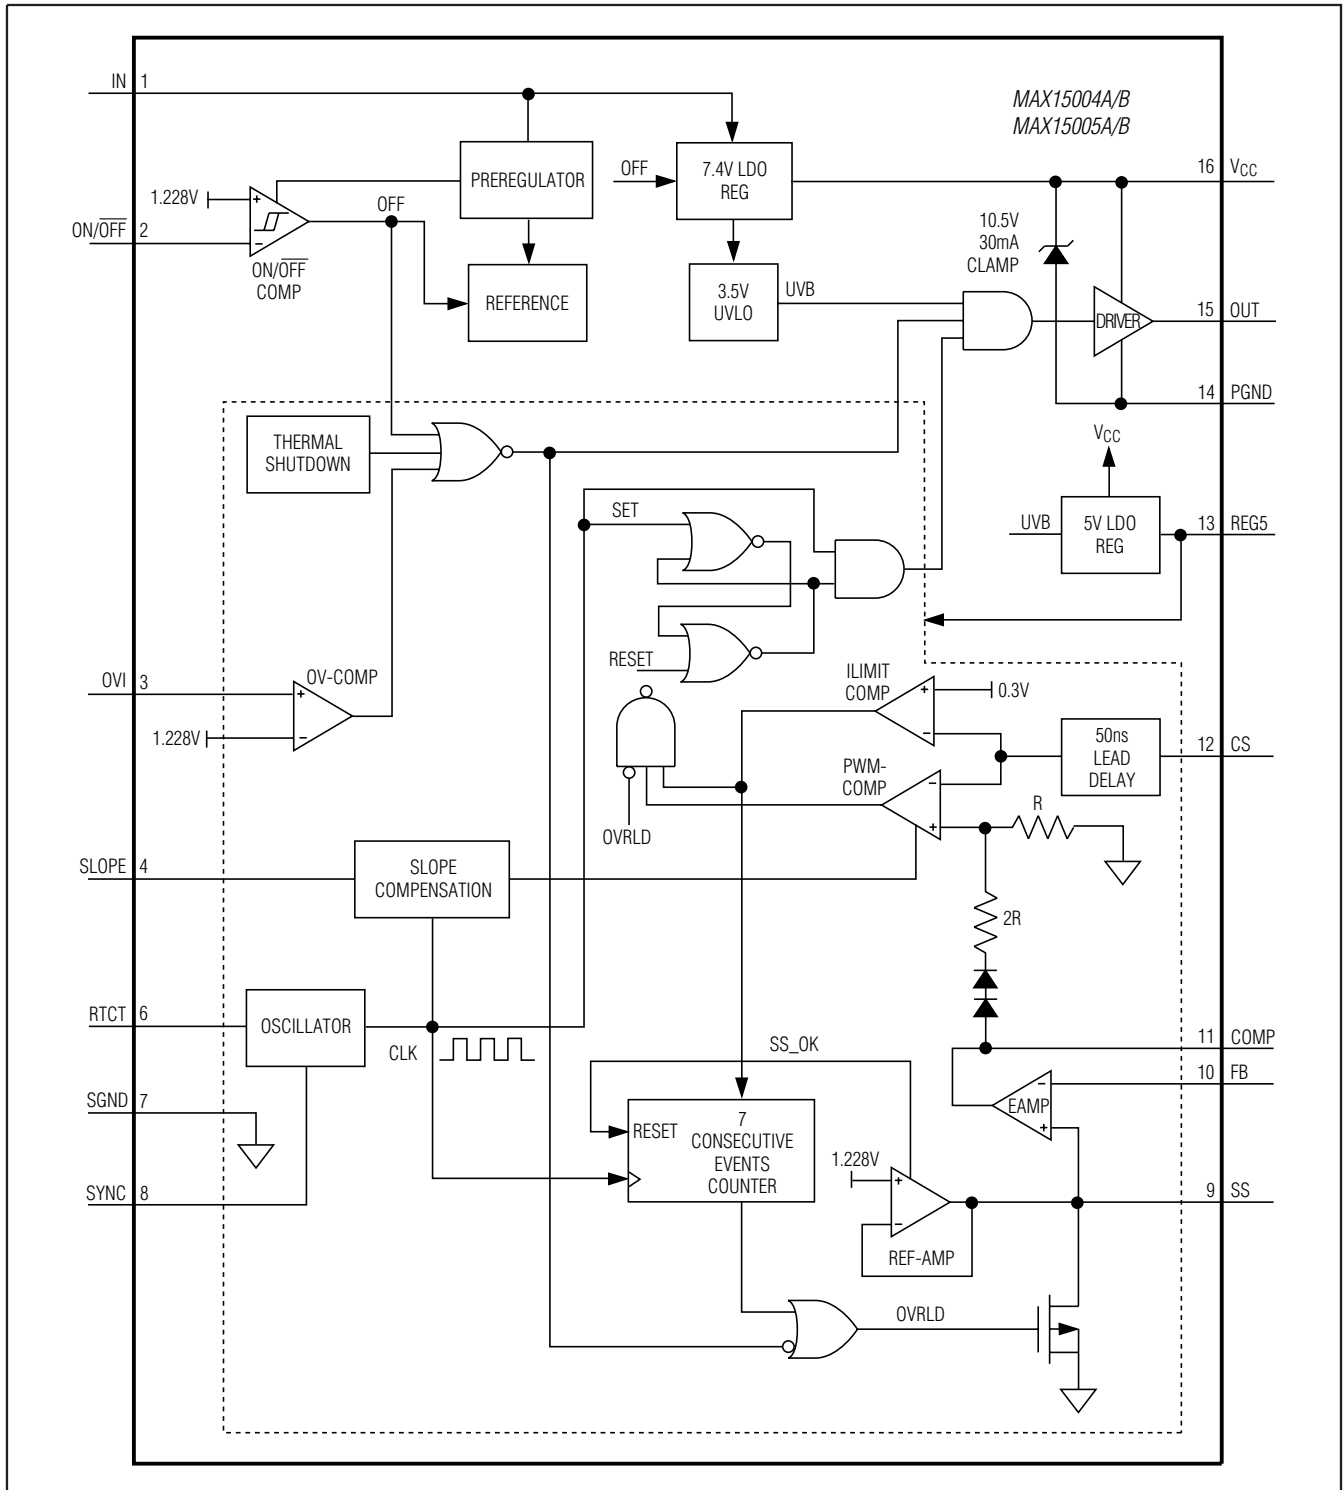 IN 1
MAX15004A/B
MAX15005A/B
PREREGULATOR
OFF
7.4V LDO
REG
16 VCC
1.228V
+
−
ON/OFF 2
OFF
ON/OFF
COMP
REFERENCE
3.5V
UVLO
UVB
10.5V
30mA
CLAMP
DRIVER
15 OUT
14 PGND
THERMAL
SHUTDOWN
VCC
SET
UVB
5V LDO
REG
13 REG5
RESET
OVI 3
OV-COMP
+
−
1.228V
ILIMIT
COMP
+
−
0.3V
50ns
LEAD
DELAY
12 CS
PWM-
COMP
−
+
R
OVRLD
SLOPE 4
SLOPE
COMPENSATION
2R
RTCT 6
OSCILLATOR
CLK
SS_OK
11 COMP
10 FB
EAMP
−
+
SGND 7
RESET
7
CONSECUTIVE
EVENTS
COUNTER
1.228V
+
−
REF-AMP
SYNC 8
9 SS
OVRLD